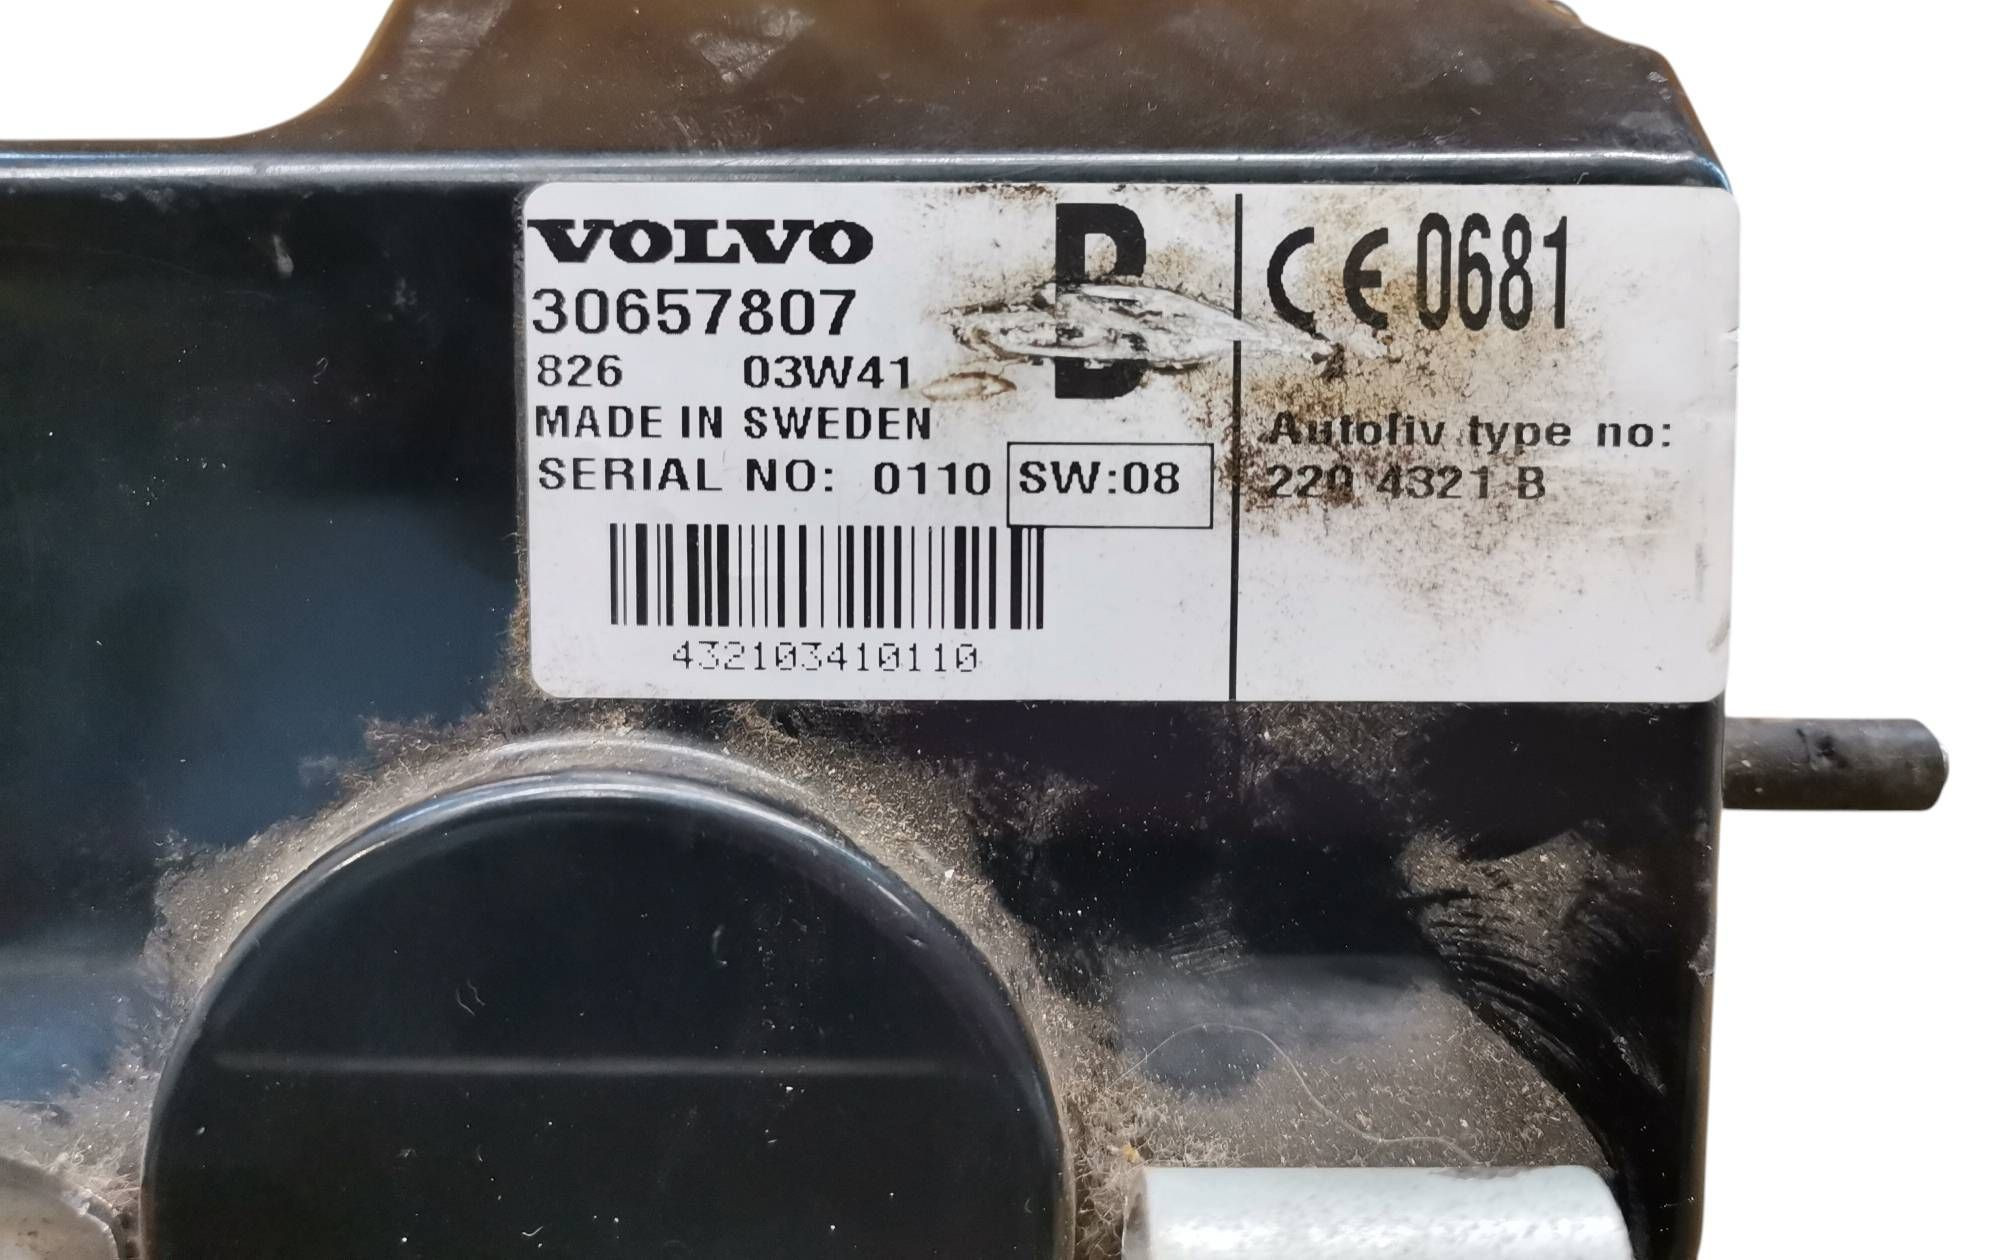 VOLVO
B
30657807
826 03W41
MADE IN SWEDEN
SERIAL NO: 0110 SW:08
432103410110
CE 0681
Autoliv type no:
220 4321 B